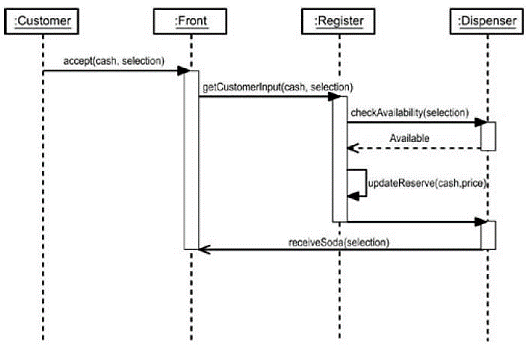 :Customer
:Front
:Register
:Dispenser
accept(cash, selection)
getCustomerInput(cash, selection)
checkAvailability(selection)
Available
updateReserve(cash,price)
receiveSoda(selection)